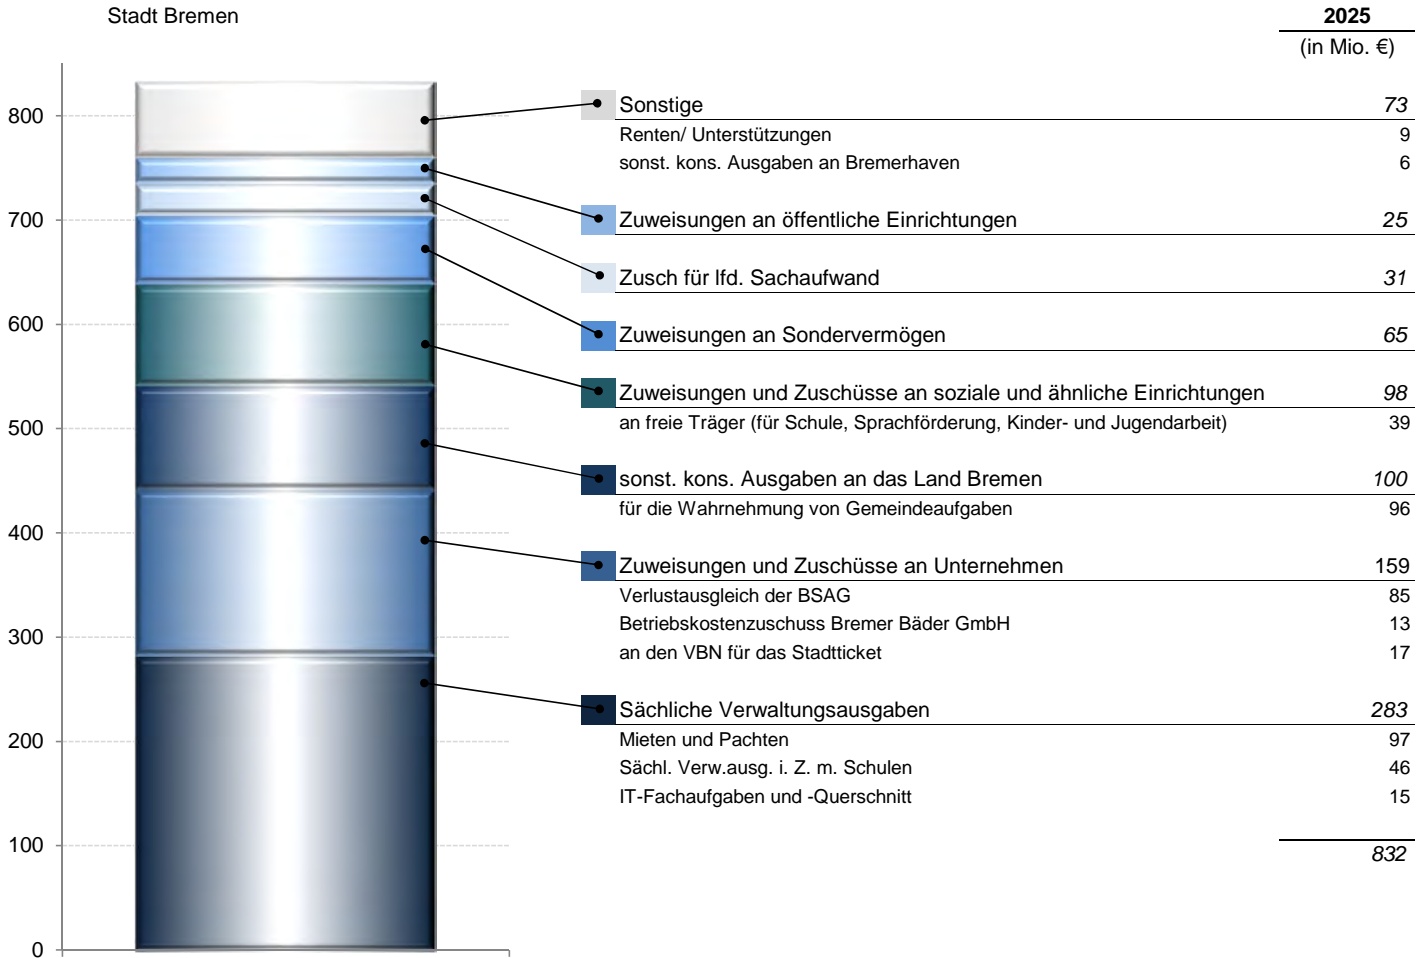 Stadt Bremen
2025
(in Mio. €)
800
700
600
500
400
300
200
100
0
Sonstige 73
Renten/ Unterstützungen 9
sonst. kons. Ausgaben an Bremerhaven 6
Zuweisungen an öffentliche Einrichtungen 25
Zusch für lfd. Sachaufwand 31
Zuweisungen an Sondervermögen 65
Zuweisungen und Zuschüsse an soziale und ähnliche Einrichtungen 98
an freie Träger (für Schule, Sprachförderung, Kinder- und Jugendarbeit) 39
sonst. kons. Ausgaben an das Land Bremen 100
für die Wahrnehmung von Gemeindeaufgaben 96
Zuweisungen und Zuschüsse an Unternehmen 159
Verlustausgleich der BSAG 85
Betriebskostenzuschuss Bremer Bäder GmbH 13
an den VBN für das Stadtticket 17
Sächliche Verwaltungsausgaben 283
Mieten und Pachten 97
Sächl. Verw.ausg. i. Z. m. Schulen 46
IT-Fachaufgaben und -Querschnitt 15
832